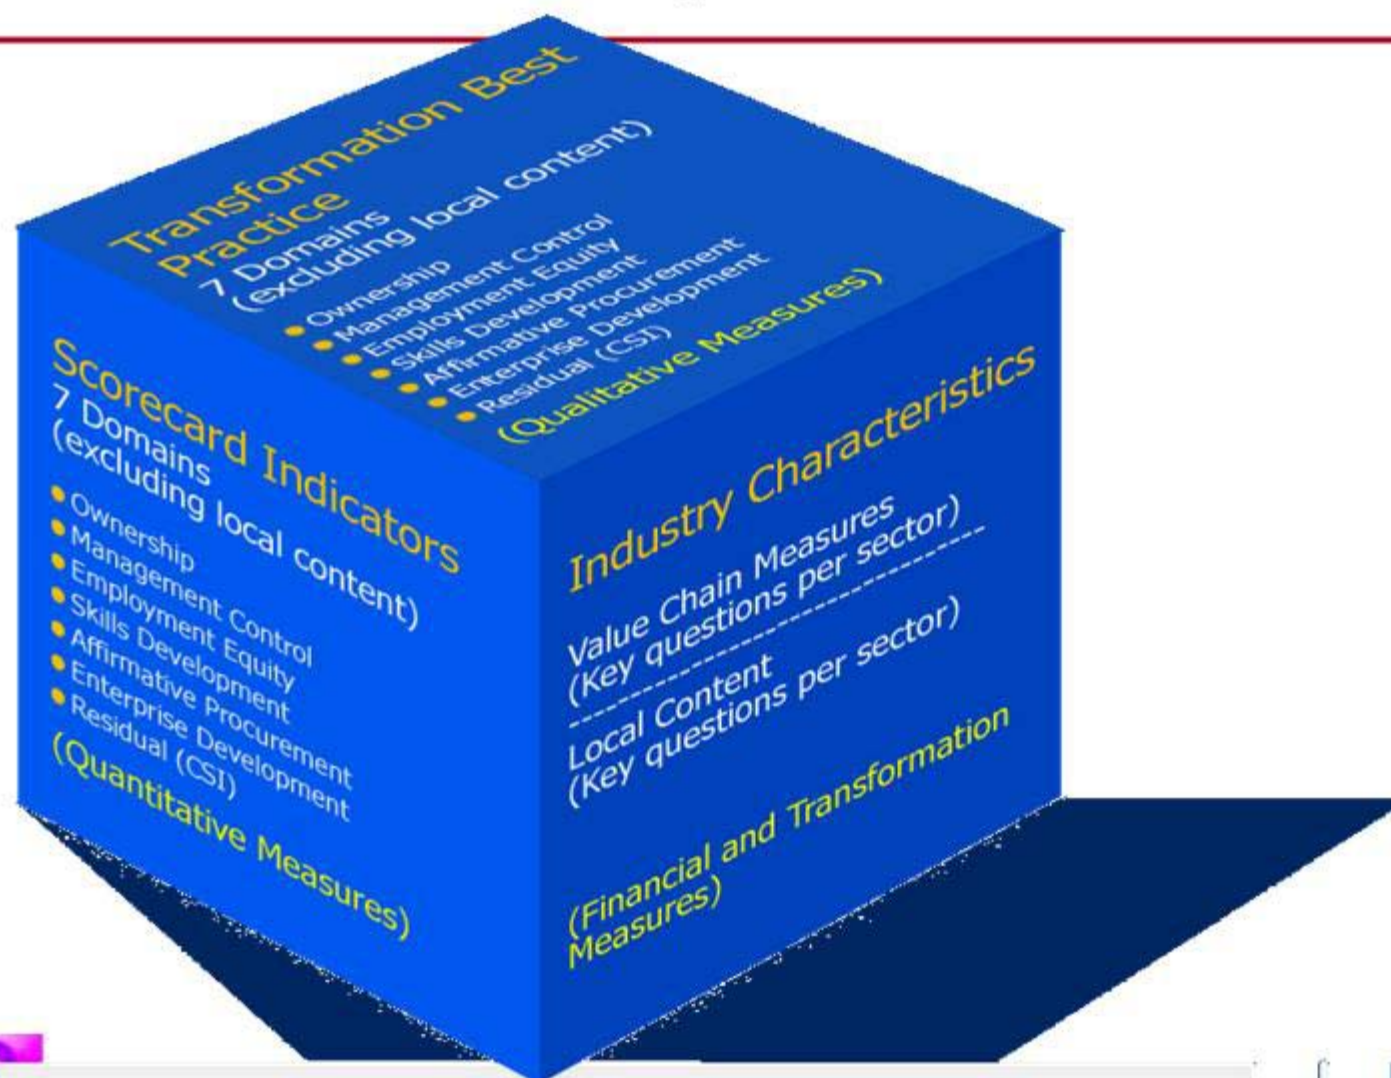 Transformation Best
Practice
7 Domains
(excluding local content)
Ownership
Management Control
Employment Equity
Skills Development
Affirmative Procurement
Enterprise Development
Residual (CSI)
(Qualitative Measures)
Scorecard Indicators
7 Domains
(excluding local content)
Ownership
Management Control
Employment Equity
Skills Development
Affirmative Procurement
Enterprise Development
Residual (CSI)
(Quantitative Measures)
Industry Characteristics
Value Chain Measures
(Key questions per sector)
Local Content
(Key questions per sector)
(Financial and Transformation
Measures)